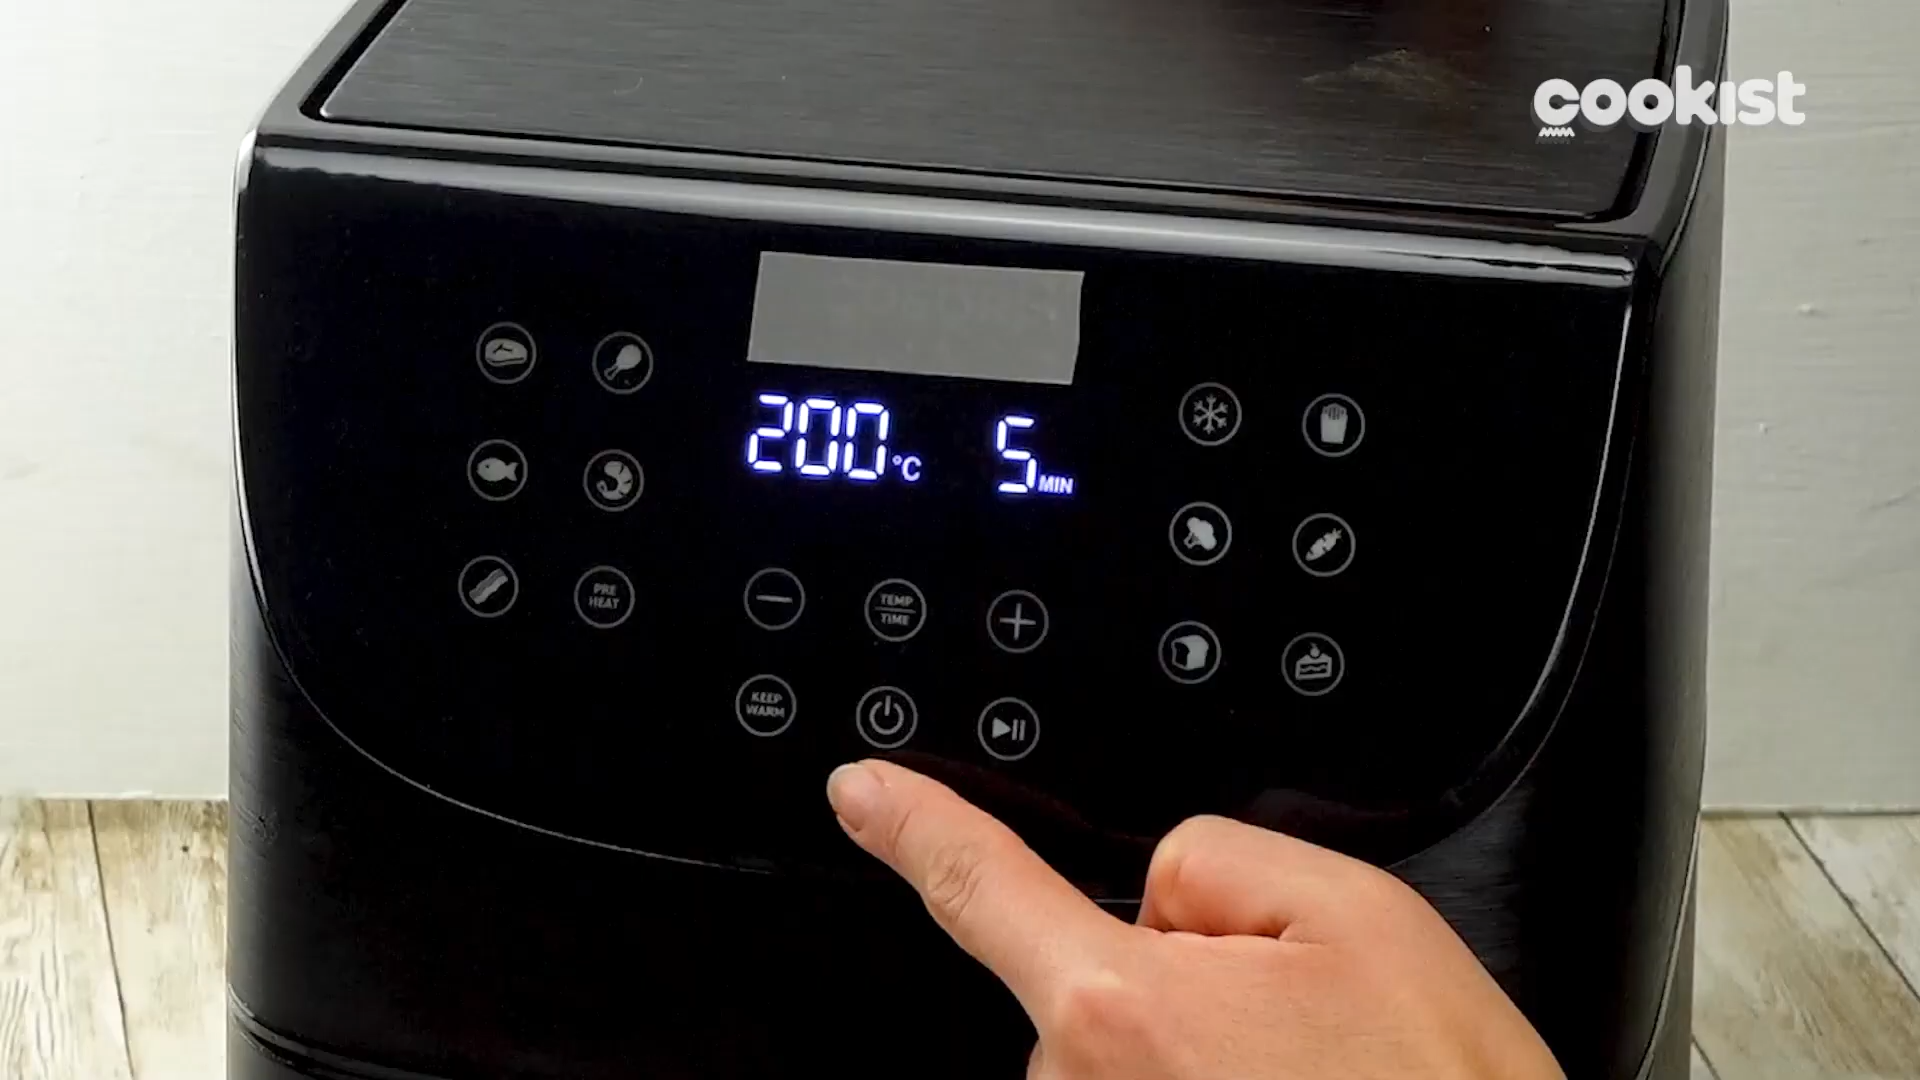 cookist
200°C 5 MIN
PRE
HEAT
TEMP
TIME
KEEP
WARM